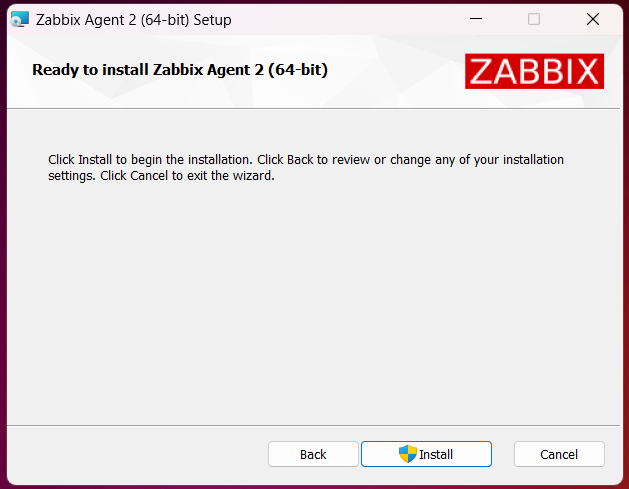 Zabbix Agent 2 (64-bit) Setup
Ready to install Zabbix Agent 2 (64-bit)
ZABBIX
Click Install to begin the installation. Click Back to review or change any of your installation
settings. Click Cancel to exit the wizard.
Back
Install
Cancel